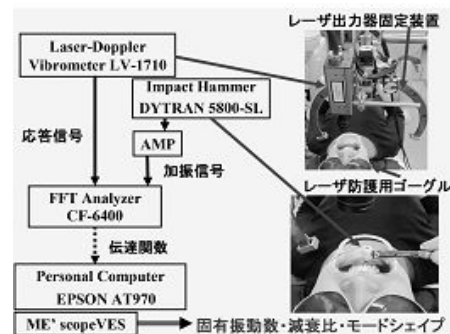 レーザ出力器固定装置
Laser-Doppler
Vibrometer LV-1710
Impact Hammer
DYTRAN 5800-SL
応答信号
AMP
加振信号
レーザ防護用ゴーグル
FFT Analyzer
CF-6400
伝達関数
Personal Computer
EPSON AT970
ME' scopeVES
固有振動数・減衰比・モードシェイプ